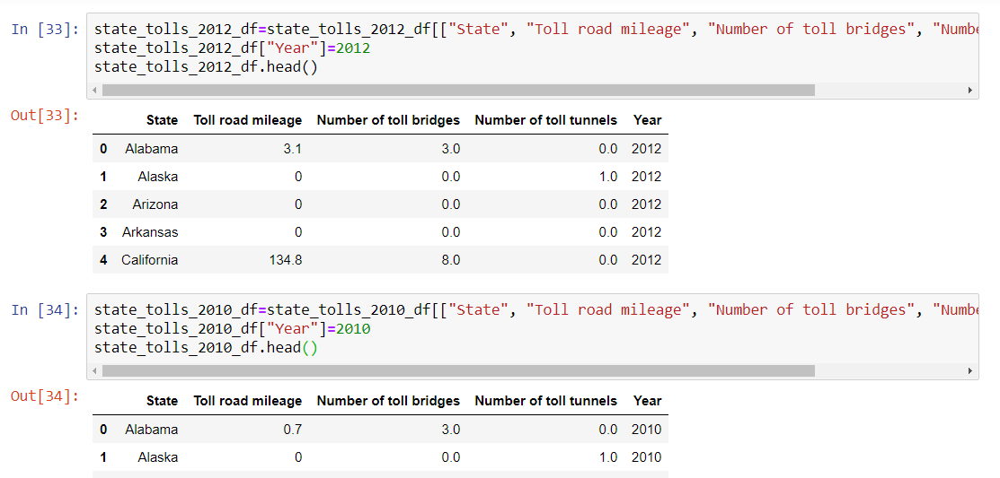 In [33]: state_tolls_2012_df=state_tolls_2012_df[["State", "Toll road mileage", "Number of toll bridges",
state_tolls_2012_df["Year"]=2012
state_tolls_2012_df.head()
Out[33]:
State Toll road mileage Number of toll bridges Number of toll tunnels Year
0 Alabama 3.1 3.0 0.0 2012
1 Alaska 0 0.0 1.0 2012
2 Arizona 0 0.0 0.0 2012
3 Arkansas 0 0.0 0.0 2012
4 California 134.8 8.0 0.0 2012
In [34]: state_tolls_2010_df=state_tolls_2010_df[["State", "Toll road mileage", "Number of toll bridges",
state_tolls_2010_df["Year"]=2010
state_tolls_2010_df.head()
Out[34]:
State Toll road mileage Number of toll bridges Number of toll tunnels Year
0 Alabama 0.7 3.0 0.0 2010
1 Alaska 0 0.0 1.0 2010